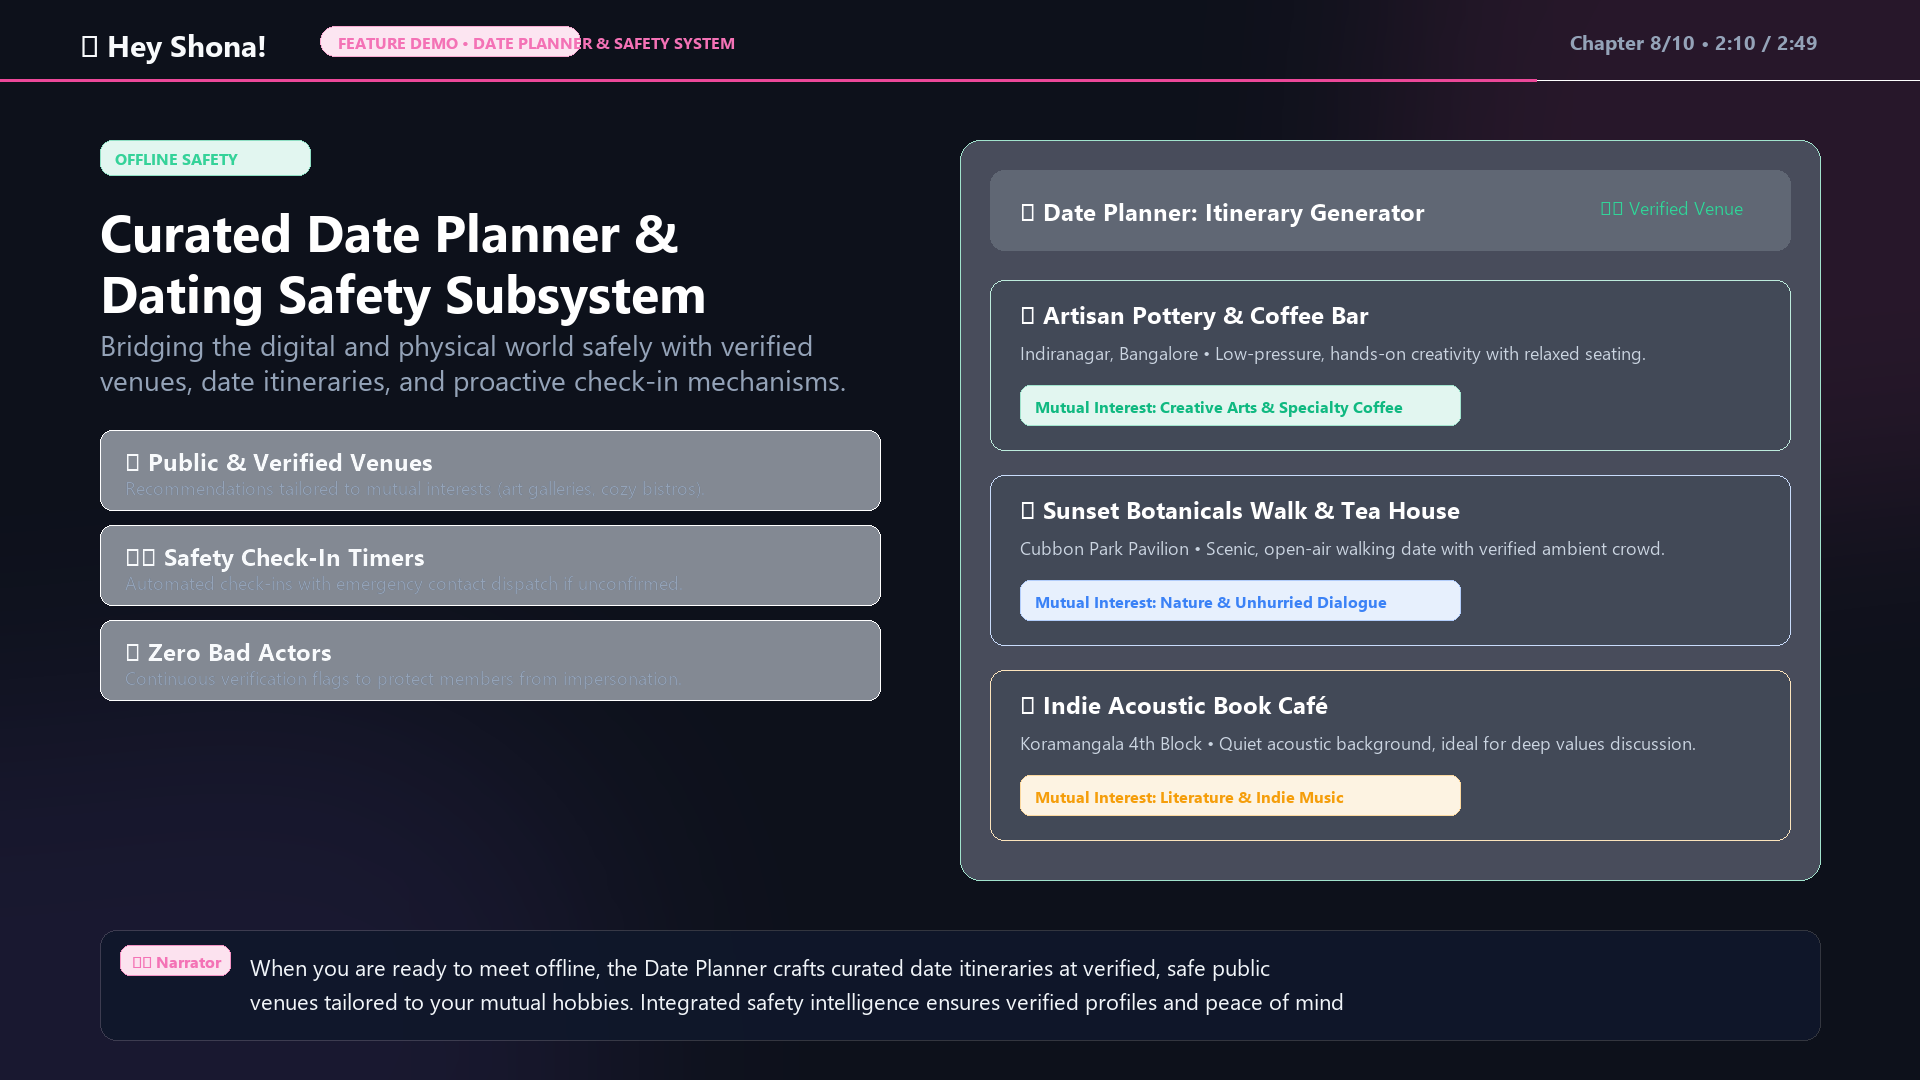 Hey Shona!
FEATURE DEMO • DATE PLANNER & SAFETY SYSTEM
Chapter 8/10 • 2:10 / 2:49
OFFLINE SAFETY
Curated Date Planner &
Dating Safety Subsystem
Bridging the digital and physical world safely with verified
venues, date itineraries, and proactive check-in mechanisms.
Public & Verified Venues
Recommendations tailored to mutual interests (art galleries, cozy bistros).
Safety Check-In Timers
Automated check-ins with emergency contact dispatch if unconfirmed.
Zero Bad Actors
Continuous verification flags to protect members from impersonation.
Date Planner: Itinerary Generator
Verified Venue
Artisan Pottery & Coffee Bar
Indiranagar, Bangalore • Low-pressure, hands-on creativity with relaxed seating.
Mutual Interest: Creative Arts & Specialty Coffee
Sunset Botanicals Walk & Tea House
Cubbon Park Pavilion • Scenic, open-air walking date with verified ambient crowd.
Mutual Interest: Nature & Unhurried Dialogue
Indie Acoustic Book Café
Koramangala 4th Block • Quiet acoustic background, ideal for deep values discussion.
Mutual Interest: Literature & Indie Music
Narrator
When you are ready to meet offline, the Date Planner crafts curated date itineraries at verified, safe public
venues tailored to your mutual hobbies. Integrated safety intelligence ensures verified profiles and peace of mind